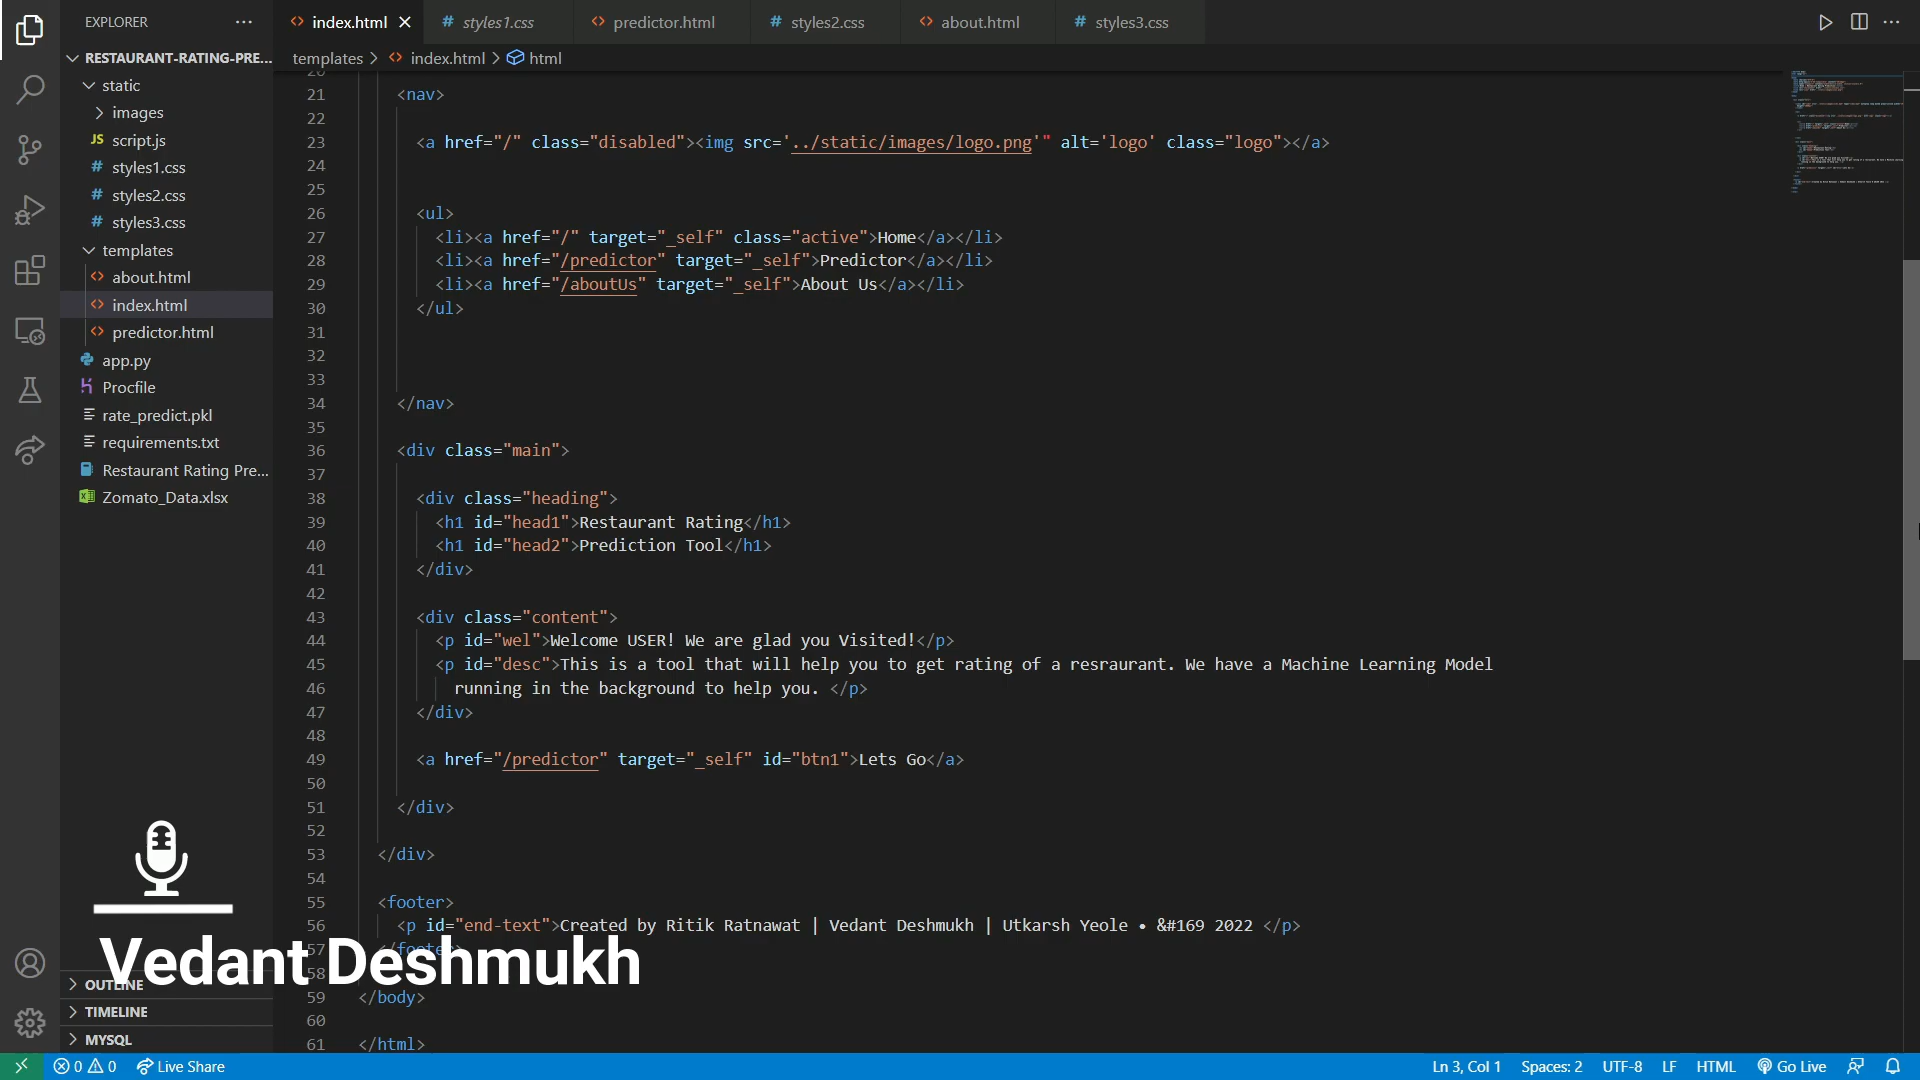 EXPLORER
index.html
# styles1.css
predictor.html
# styles2.css
about.html
# styles3.css
RESTAURANT-RATING-PRE...
templates > index.html > html
static
images
JS script.js
# styles1.css
# styles2.css
# styles3.css
templates
about.html
index.html
predictor.html
app.py
Procfile
rate_predict.pkl
requirements.txt
Restaurant Rating Pre...
Zomato_Data.xlsx
20
21 <nav>
22
23 <a href="/" class="disabled"><img src='../static/images/logo.png'" alt='logo' class="logo"></a>
24
25
26 <ul>
27 <li><a href="/" target="_self" class="active">Home</a></li>
28 <li><a href="/predictor" target="_self">Predictor</a></li>
29 <li><a href="/aboutUs" target="_self">About Us</a></li>
30 </ul>
31
32
33
34 </nav>
35
36 <div class="main">
37
38 <div class="heading">
39 <h1 id="head1">Restaurant Rating</h1>
40 <h1 id="head2">Prediction Tool</h1>
41 </div>
42
43 <div class="content">
44 <p id="wel">Welcome USER! We are glad you Visited!</p>
45 <p id="desc">This is a tool that will help you to get rating of a resraurant. We have a Machine Learning Model
46 running in the background to help you. </p>
47 </div>
48
49 <a href="/predictor" target="_self" id="btn1">Lets Go</a>
50
51 </div>
52
53 </div>
54
55 <footer>
56 <p id="end-text">Created by Ritik Ratnawat | Vedant Deshmukh | Utkarsh Yeole • &#169 2022 </p>
57 </footer>
58
59 </body>
60
61 </html>
Vedant Deshmukh
OUTLINE
TIMELINE
MYSQL
0 0 Live Share
Ln 3, Col 1 Spaces: 2 UTF-8 LF HTML Go Live